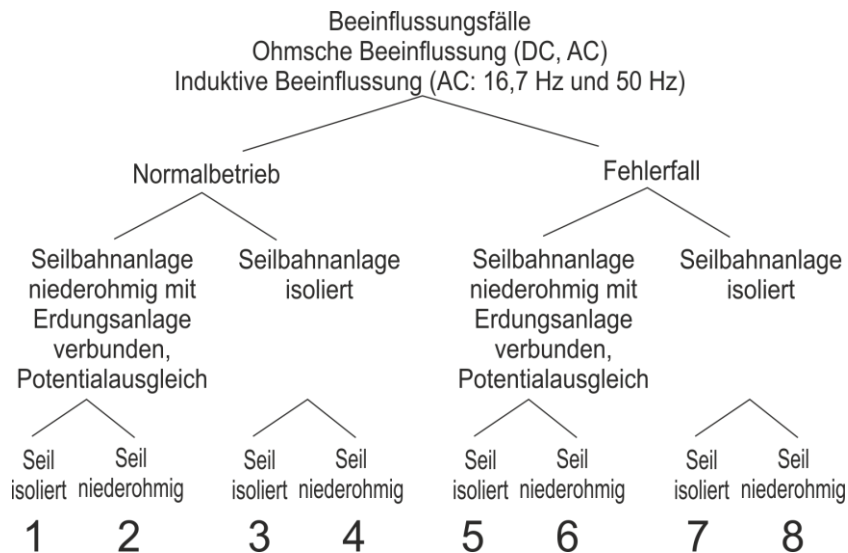 Beeinflussungsfälle
Ohmsche Beeinflussung (DC, AC)
Induktive Beeinflussung (AC: 16,7 Hz und 50 Hz)
Normalbetrieb
Fehlerfall
Seilbahnanlage
niederohmig mit
Erdungsanlage
verbunden,
Potentialausgleich
Seilbahnanlage
isoliert
Seilbahnanlage
niederohmig mit
Erdungsanlage
verbunden,
Potentialausgleich
Seilbahnanlage
isoliert
Seil
isoliert
Seil
niederohmig
Seil
isoliert
Seil
niederohmig
Seil
isoliert
Seil
niederohmig
Seil
isoliert
Seil
niederohmig
1 2 3 4 5 6 7 8